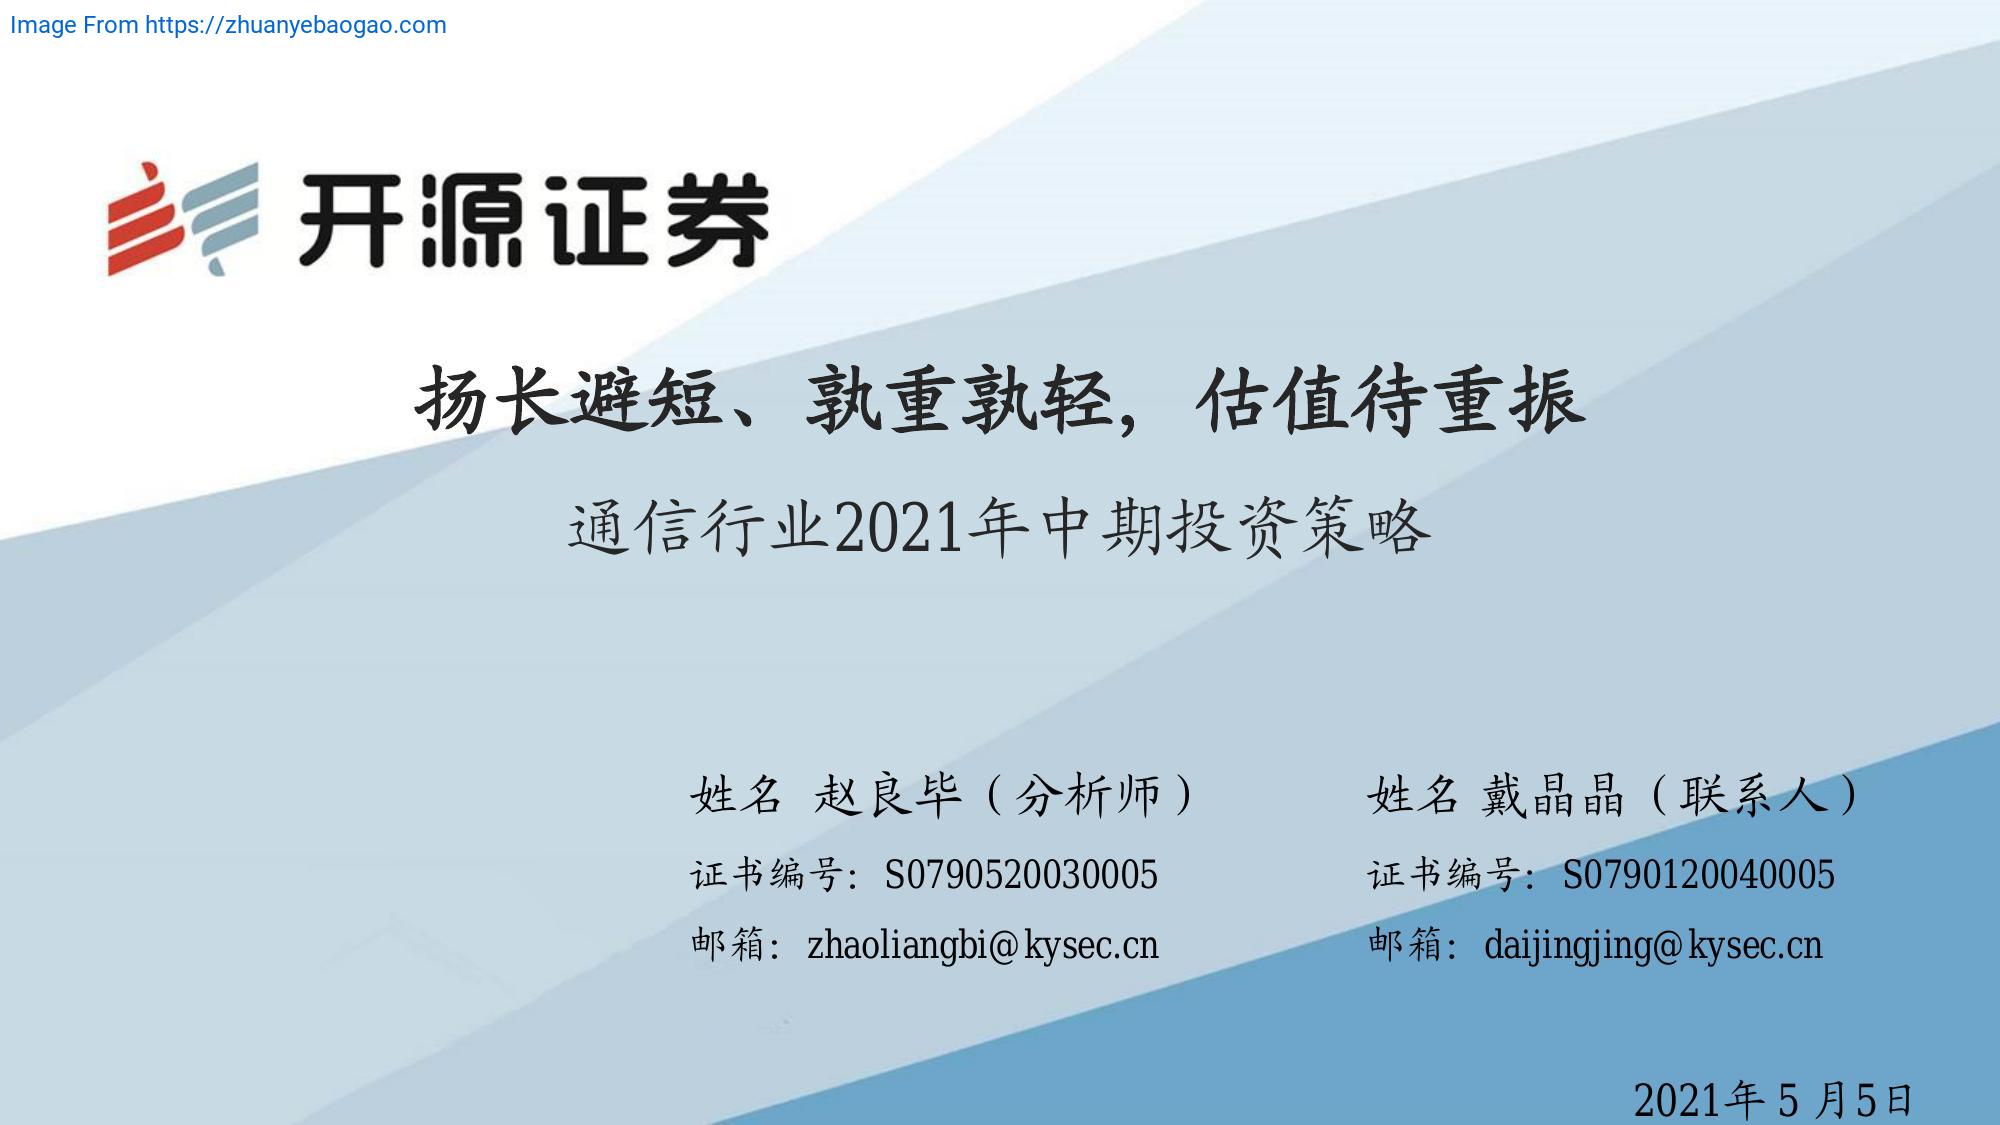 Image From https://zhuanyebaogao.com
开源证券
扬长避短、孰重孰轻，估值待重振
通信行业2021年中期投资策略
姓名 赵良毕（分析师）
证书编号：S0790520030005
邮箱：zhaoliangbi@kysec.cn
姓名 戴晶晶（联系人）
证书编号：S0790120040005
邮箱：daijingjing@kysec.cn
2021年 5 月5日